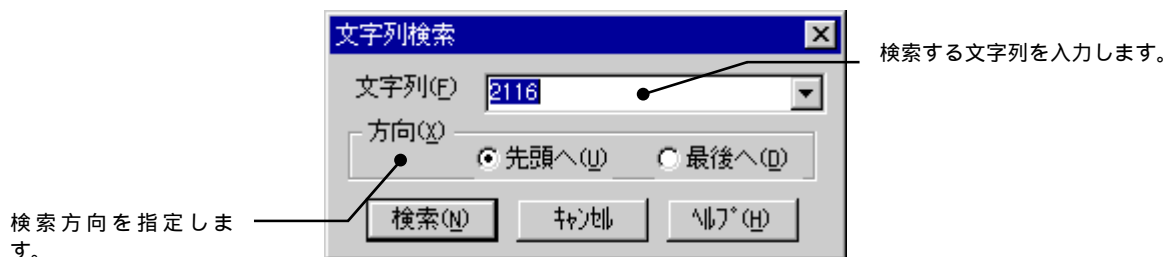 文字列検索
検索する文字列を入力します。
文字列(F) 2116
方向(X)
先頭へ(U) 最後へ(D)
検索方向を指定しま
す。
検索(N) ｷｬﾝｾﾙ ﾍﾙﾌﾟ(H)